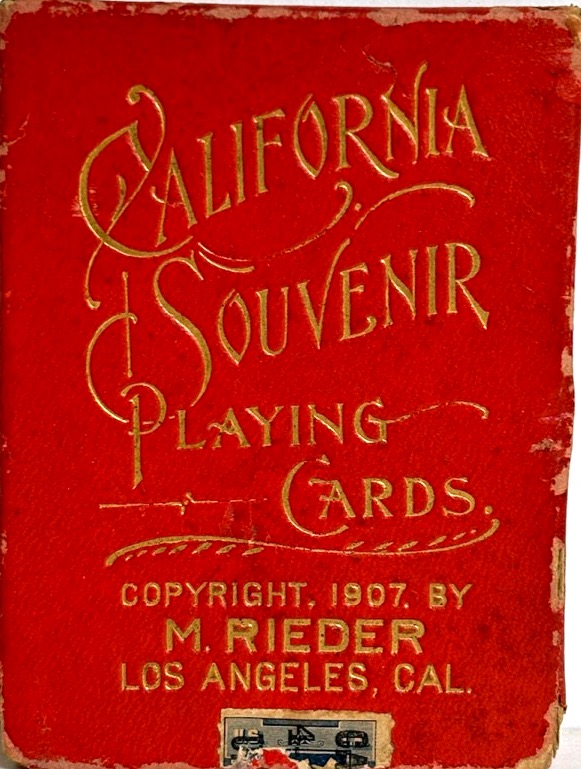 CALIFORNIA
SOUVENIR
PLAYING
CARDS.
COPYRIGHT, 1907. BY
M. RIEDER
LOS ANGELES, CAL.